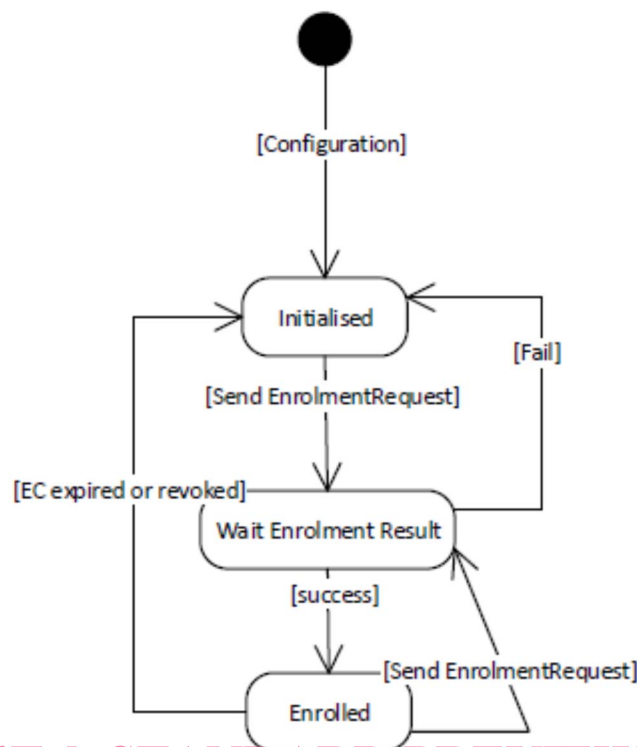 [Configuration]
Initialised
[Fail]
[Send EnrolmentRequest]
[EC expired or revoked]
Wait Enrolment Result
[success]
[Send EnrolmentRequest]
Enrolled